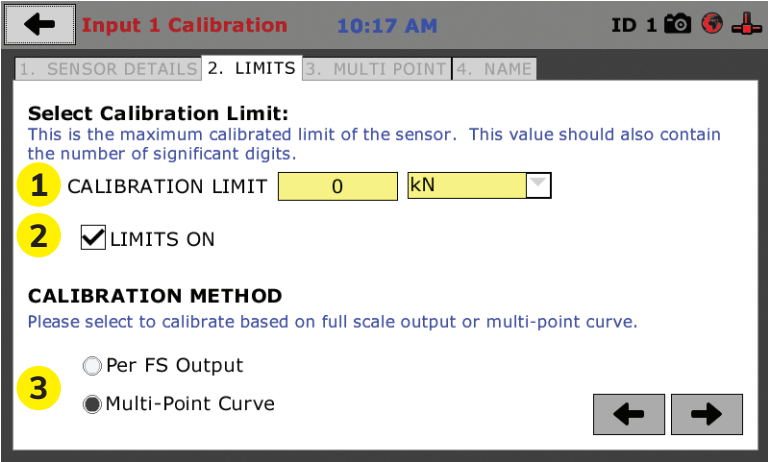 Input 1 Calibration 10:17 AM ID 1
1. SENSOR DETAILS 2. LIMITS 3. MULTI POINT 4. NAME
Select Calibration Limit:
This is the maximum calibrated limit of the sensor. This value should also contain
the number of significant digits.
1 CALIBRATION LIMIT 0 kN
2 LIMITS ON
CALIBRATION METHOD
Please select to calibrate based on full scale output or multi-point curve.
Per FS Output
3
Multi-Point Curve